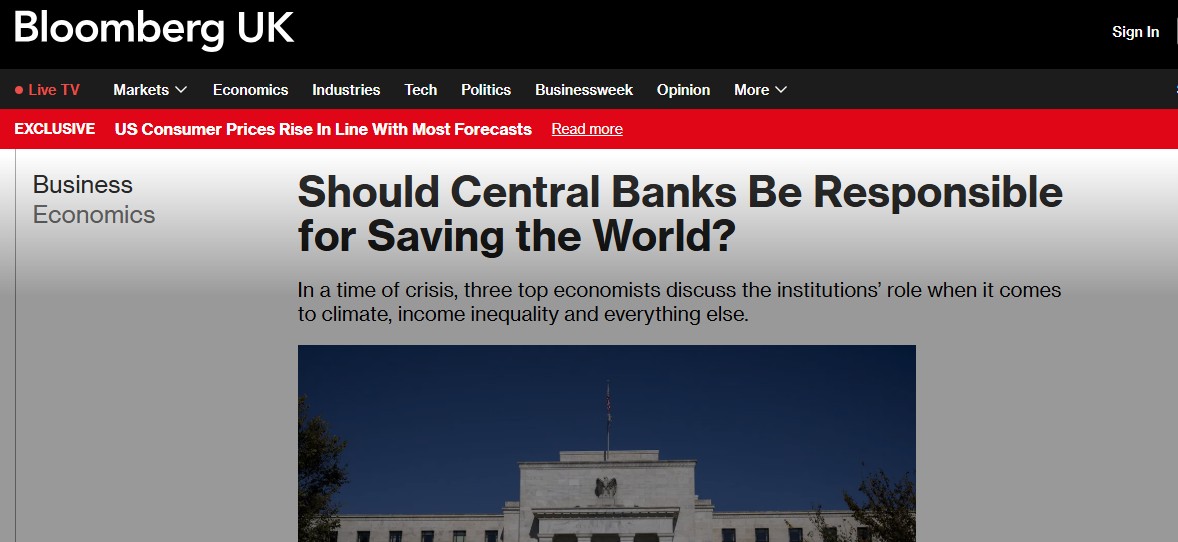 Bloomberg UK
Sign In
Live TV Markets Economics Industries Tech Politics Businessweek Opinion More
EXCLUSIVE US Consumer Prices Rise In Line With Most Forecasts Read more
Business
Economics
Should Central Banks Be Responsible
for Saving the World?
In a time of crisis, three top economists discuss the institutions’ role when it comes
to climate, income inequality and everything else.